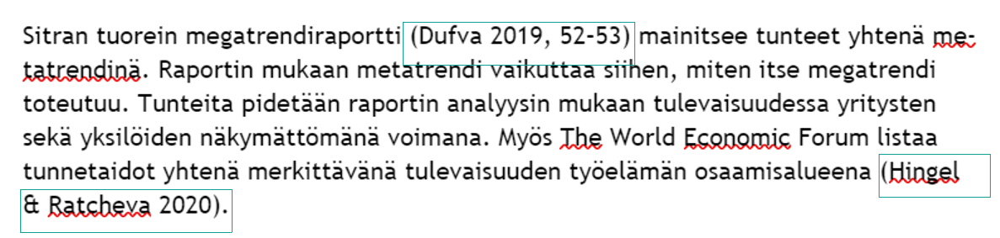 Sitran tuorein megatrendiraportti (Dufva 2019, 52-53) mainitsee tunteet yhtenä me-
tatrendinä. Raportin mukaan metatrendi vaikuttaa siihen, miten itse megatrendi
toteutuu. Tunteita pidetään raportin analyysin mukaan tulevaisuudessa yritysten
sekä yksilöiden näkymättömänä voimana. Myös The World Economic Forum listaa
tunnetaidot yhtenä merkittävänä tulevaisuuden työelämän osaamisalueena (Hingel
& Ratcheva 2020).